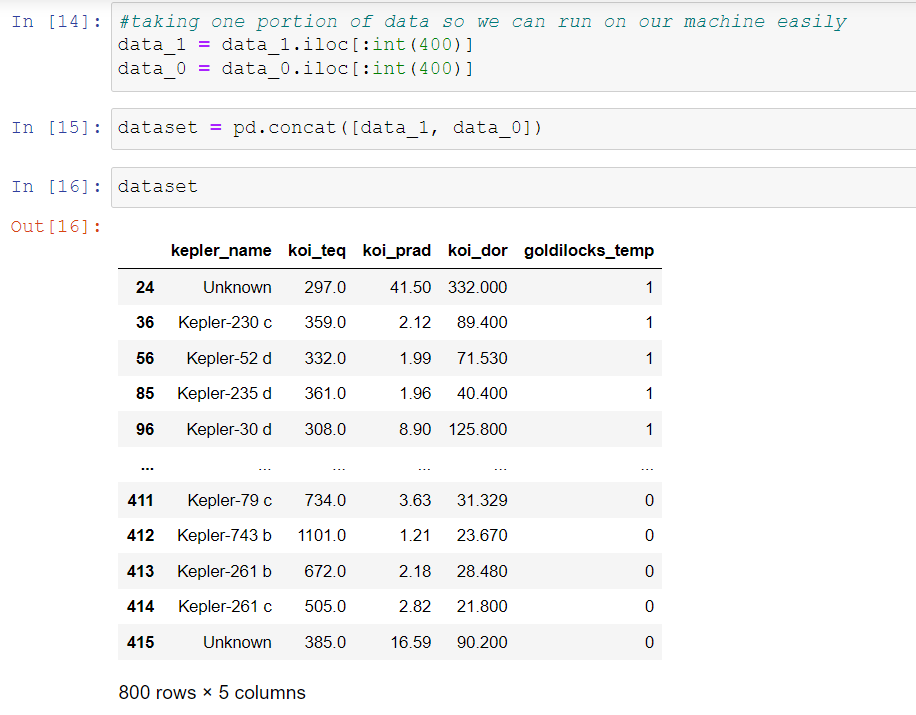 In [14]: #taking one portion of data so we can run on our machine easily
data_1 = data_1.iloc[:int(400)]
data_0 = data_0.iloc[:int(400)]
In [15]: dataset = pd.concat([data_1, data_0])
In [16]: dataset
Out[16]:
kepler_name koi_teq koi_prad koi_dor goldilocks_temp
24 Unknown 297.0 41.50 332.000 1
36 Kepler-230 c 359.0 2.12 89.400 1
56 Kepler-52 d 332.0 1.99 71.530 1
85 Kepler-235 d 361.0 1.96 40.400 1
96 Kepler-30 d 308.0 8.90 125.800 1
... ... ... ... ... ...
411 Kepler-79 c 734.0 3.63 31.329 0
412 Kepler-743 b 1101.0 1.21 23.670 0
413 Kepler-261 b 672.0 2.18 28.480 0
414 Kepler-261 c 505.0 2.82 21.800 0
415 Unknown 385.0 16.59 90.200 0
800 rows × 5 columns